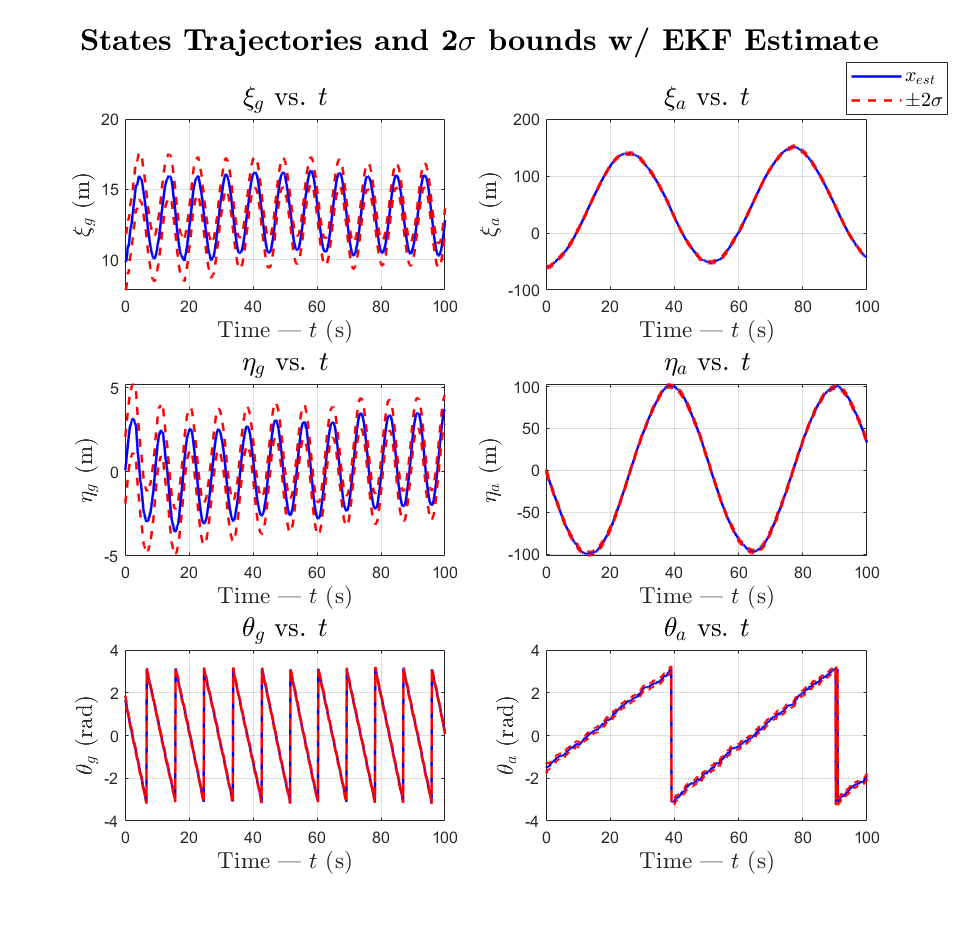 States Trajectories and 2σ bounds w/ EKF Estimate
x_est
±2σ
ξ_g vs. t
20
15
10
ξ_g (m)
0 20 40 60 80 100
Time — t (s)
ξ_a vs. t
200
100
0
-100
ξ_a (m)
0 20 40 60 80 100
Time — t (s)
η_g vs. t
5
0
-5
η_g (m)
0 20 40 60 80 100
Time — t (s)
η_a vs. t
100
50
0
-50
-100
η_a (m)
0 20 40 60 80 100
Time — t (s)
θ_g vs. t
4
2
0
-2
-4
θ_g (rad)
0 20 40 60 80 100
Time — t (s)
θ_a vs. t
4
2
0
-2
-4
θ_a (rad)
0 20 40 60 80 100
Time — t (s)